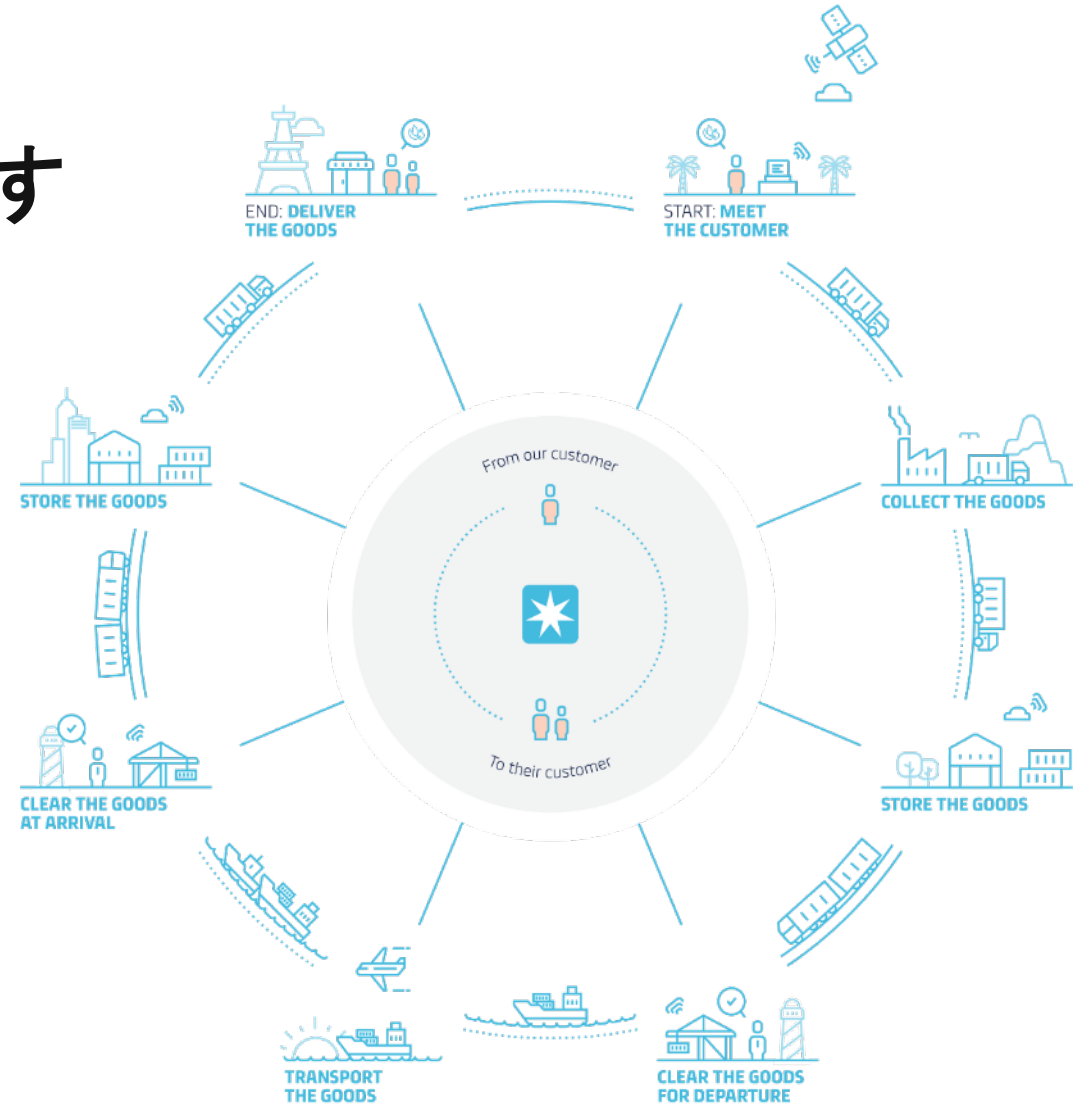 す
END: DELIVER
THE GOODS
START: MEET
THE CUSTOMER
STORE THE GOODS
From our customer
COLLECT THE GOODS
To their customer
CLEAR THE GOODS
AT ARRIVAL
STORE THE GOODS
TRANSPORT
THE GOODS
CLEAR THE GOODS
FOR DEPARTURE